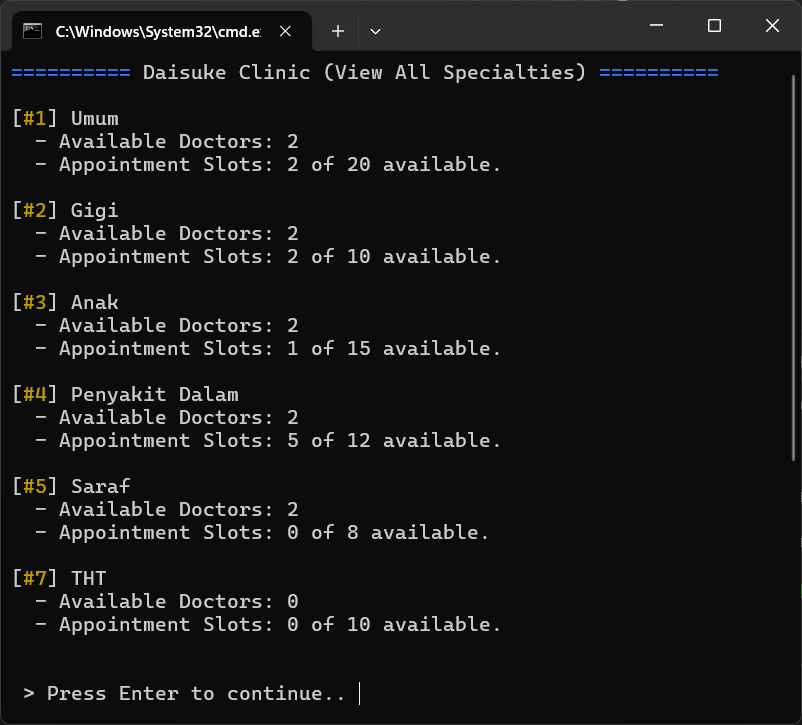 C:\Windows\System32\cmd.e
========== Daisuke Clinic (View All Specialties) ==========
[#1] Umum
- Available Doctors: 2
- Appointment Slots: 2 of 20 available.
[#2] Gigi
- Available Doctors: 2
- Appointment Slots: 2 of 10 available.
[#3] Anak
- Available Doctors: 2
- Appointment Slots: 1 of 15 available.
[#4] Penyakit Dalam
- Available Doctors: 2
- Appointment Slots: 5 of 12 available.
[#5] Saraf
- Available Doctors: 2
- Appointment Slots: 0 of 8 available.
[#7] THT
- Available Doctors: 0
- Appointment Slots: 0 of 10 available.
> Press Enter to continue..